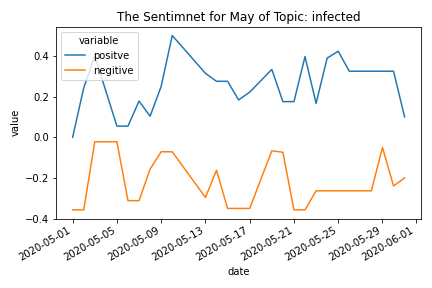 The Sentimnet for May of Topic: infected
variable
positve
negitive
value
0.4
0.2
0.0
−0.2
−0.4
2020-05-01
2020-05-05
2020-05-09
2020-05-13
2020-05-17
2020-05-21
2020-05-25
2020-05-29
2020-06-01
date